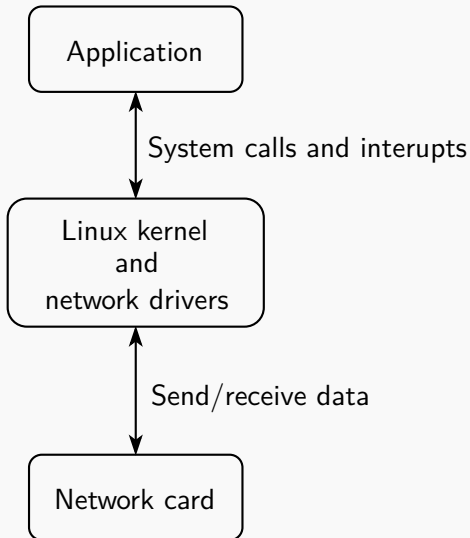 Application
System calls and interupts
Linux kernel
and
network drivers
Send/receive data
Network card